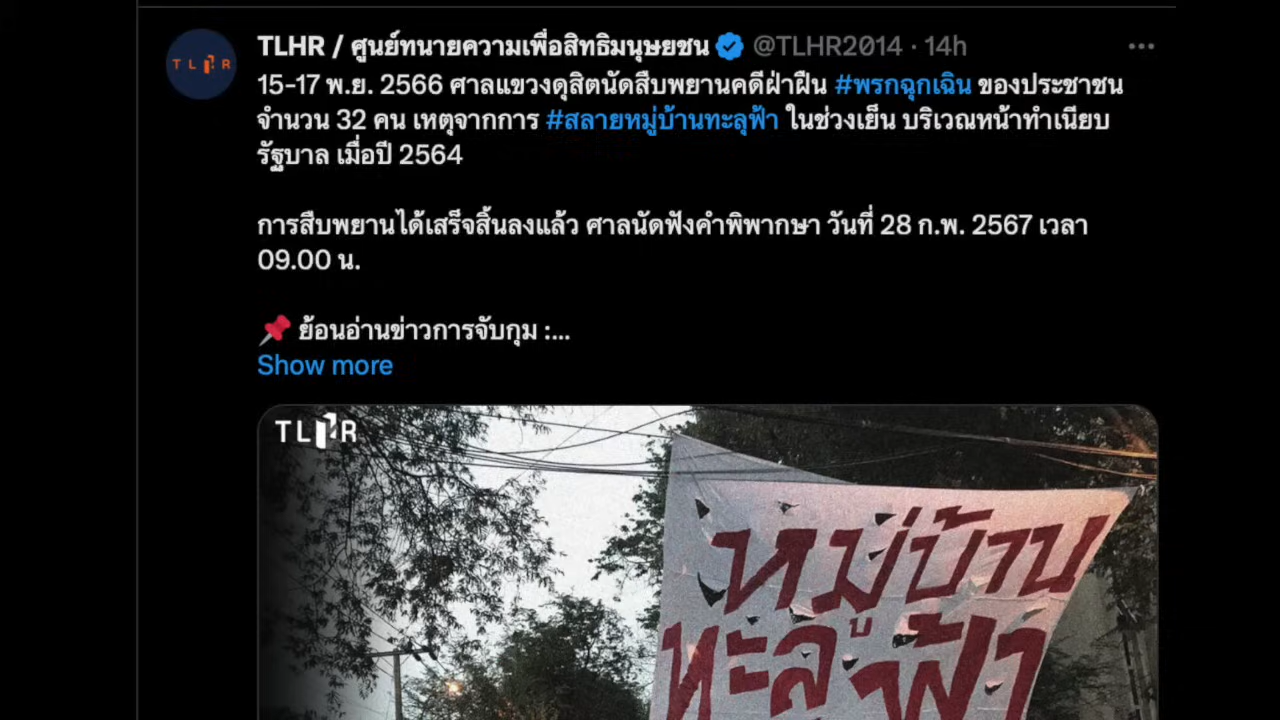 TLHR
TLHR / ศูนย์ทนายความเพื่อสิทธิมนุษยชน @TLHR2014 · 14h
15-17 พ.ย. 2566 ศาลแขวงดุสิตนัดสืบพยานคดีฝ่าฝืน #พรกฉุกเฉิน ของประชาชน
จำนวน 32 คน เหตุจากการ #สลายหมู่บ้านทะลุฟ้า ในช่วงเย็น บริเวณหน้าทำเนียบ
รัฐบาล เมื่อปี 2564
การสืบพยานได้เสร็จสิ้นลงแล้ว ศาลนัดฟังคำพิพากษา วันที่ 28 ก.พ. 2567 เวลา
09.00 น.
📌 ย้อนอ่านข่าวการจับกุม :...
Show more
TLHR
หมู่บ้าน
ทะลุฟ้า